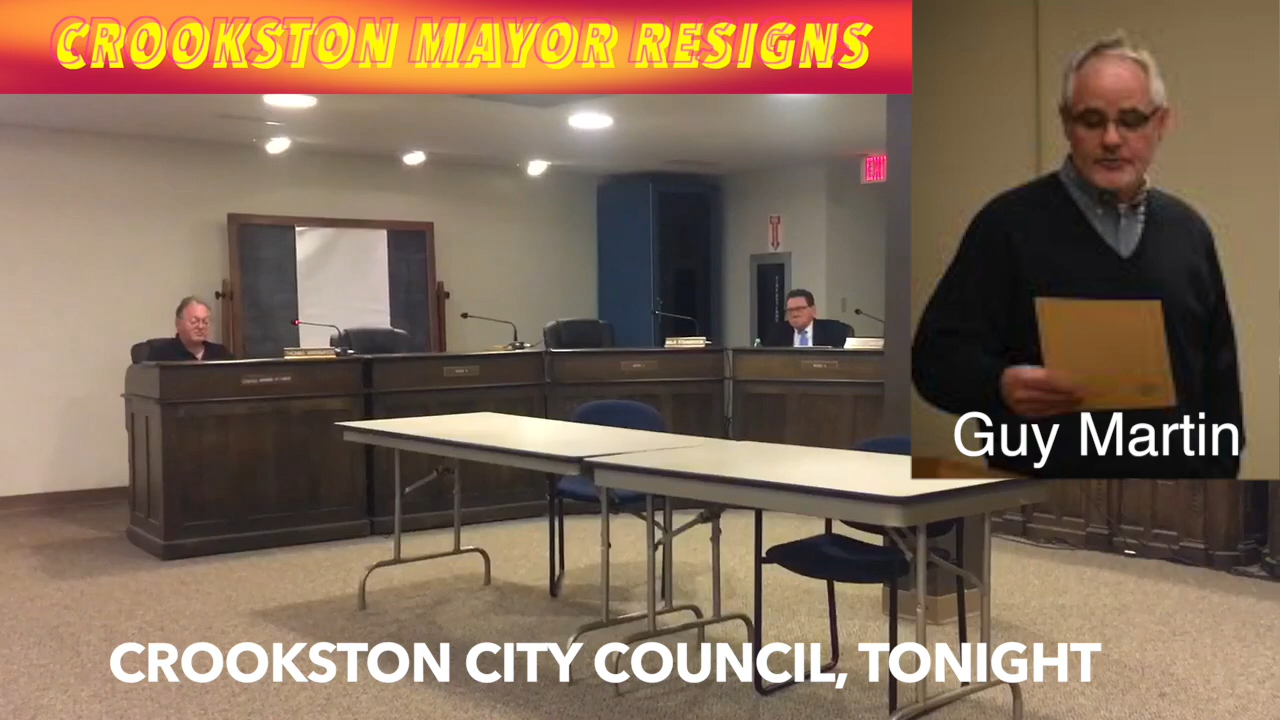 CROOKSTON MAYOR RESIGNS
Guy Martin
CROOKSTON CITY COUNCIL, TONIGHT